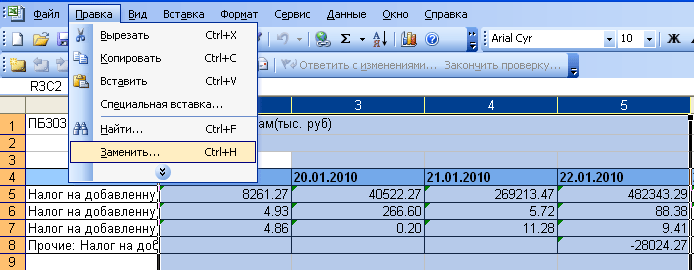 Файл Правка Вид Вставка Формат Сервис Данные Окно Справка
Вырезать Ctrl+X
Arial Cyr 10
Копировать Ctrl+C
Ответить с изменениями... Закончить проверку...
Вставить Ctrl+V
R3C2
Специальная вставка...
3 4 5
Найти... Ctrl+F
1 ПБ303 ам(тыс. руб)
2
Заменить... Ctrl+H
3
4 20.01.2010 21.01.2010 22.01.2010
5 Налог на добавленну 8261.27 40522.27 269213.47 482343.29
6 Налог на добавленну 4.93 266.60 5.72 88.38
7 Налог на добавленну 4.86 0.20 11.28 9.41
8 Прочие: Налог на доб -28024.27
9